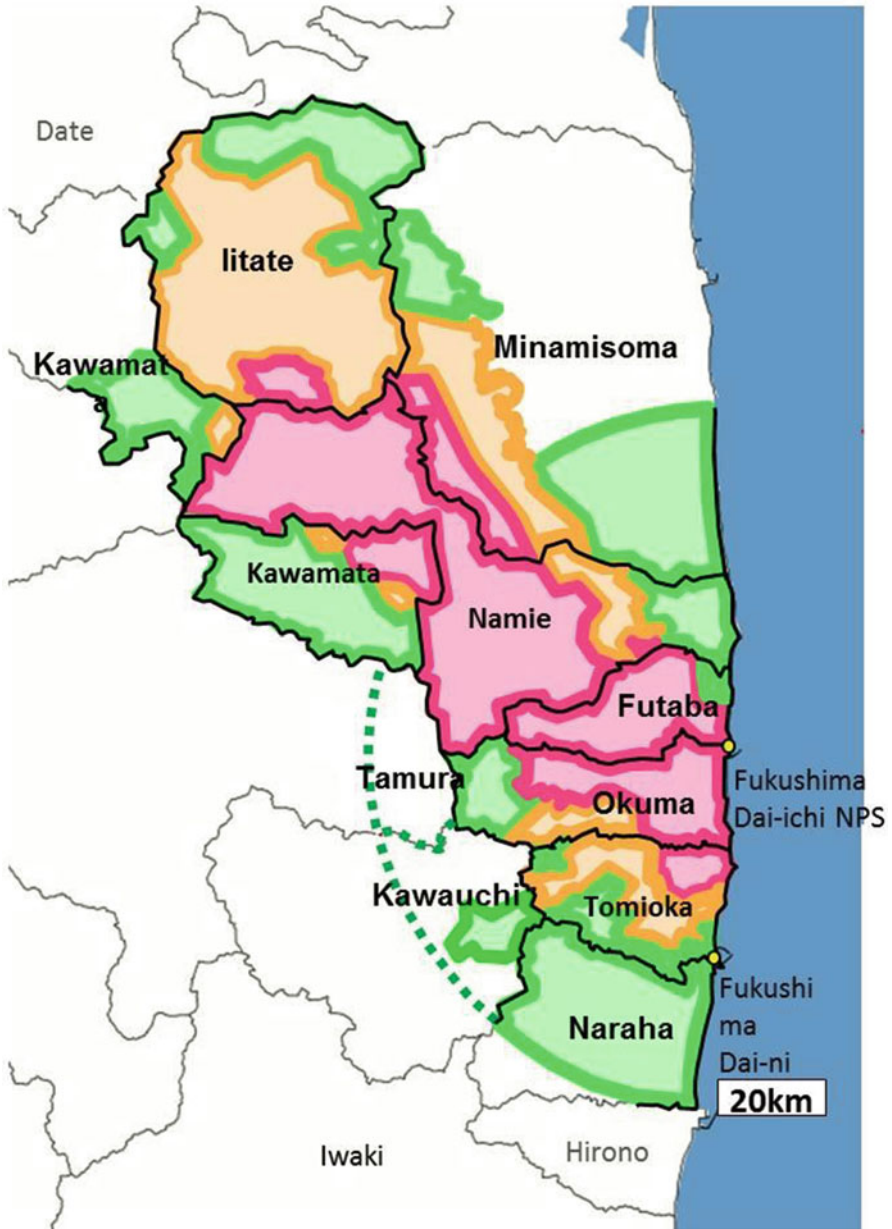 Date
Iitate
Minamisoma
Kawamat
a
Kawamata
Namie
Futaba
Tamura
Okuma
Fukushima
Dai-ichi NPS
Kawauchi
Tomioka
Fukushi
ma
Dai-ni
Naraha
20km
Iwaki
Hirono